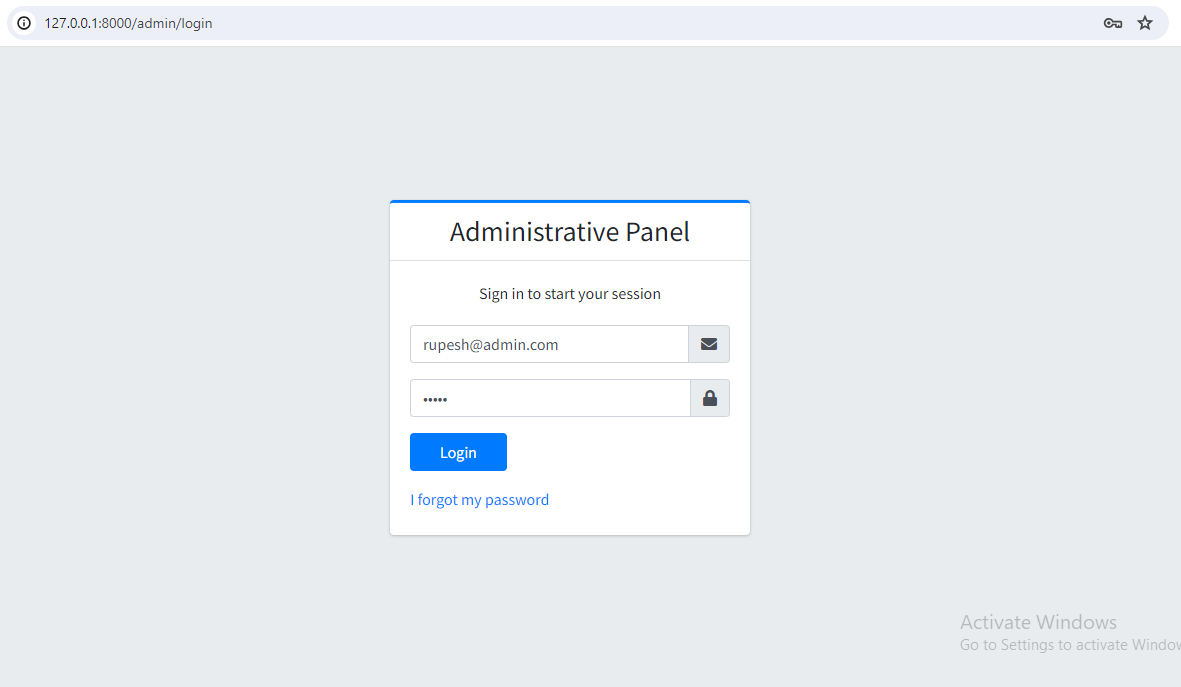 127.0.0.1:8000/admin/login
Administrative Panel
Sign in to start your session
rupesh@admin.com
•••••
Login
I forgot my password
Activate Windows
Go to Settings to activate Window